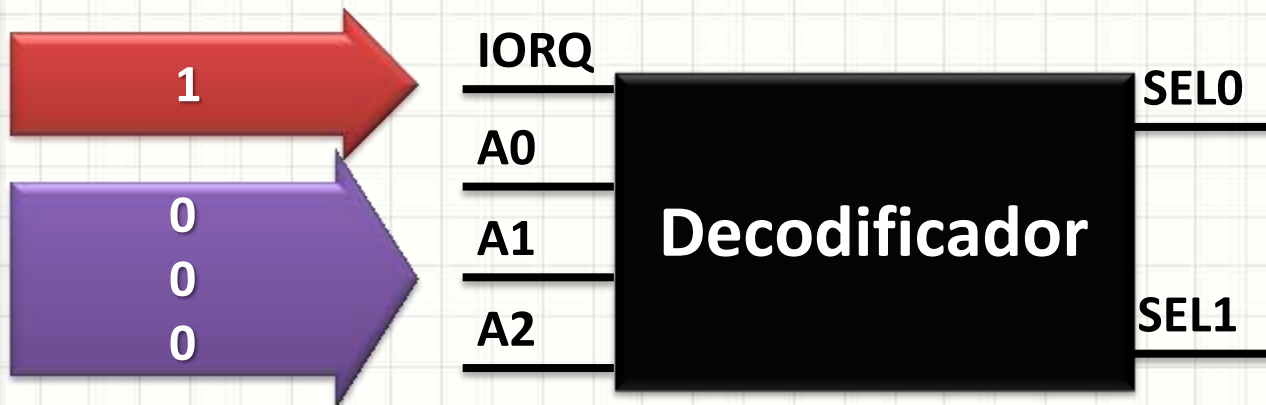 1
0
0
0
IORQ
A0
A1
A2
Decodificador
SEL0
SEL1